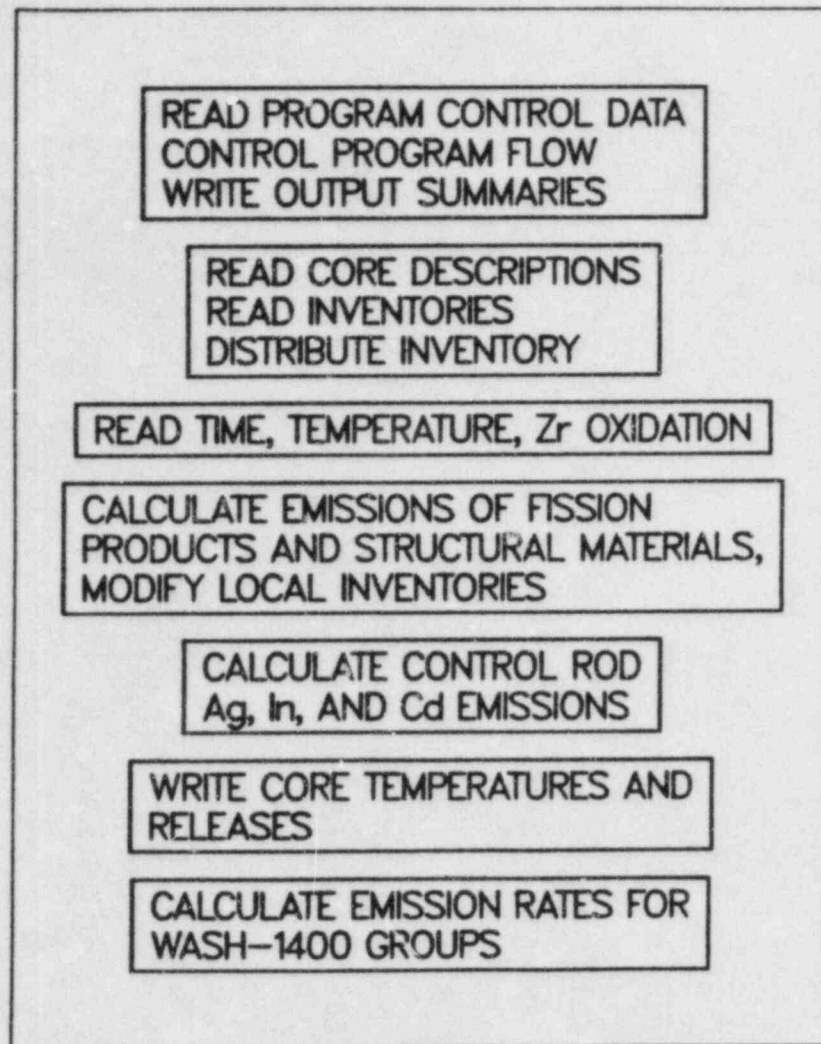 READ PROGRAM CONTROL DATA
CONTROL PROGRAM FLOW
WRITE OUTPUT SUMMARIES
READ CORE DESCRIPTIONS
READ INVENTORIES
DISTRIBUTE INVENTORY
READ TIME, TEMPERATURE, Zr OXIDATION
CALCULATE EMISSIONS OF FISSION
PRODUCTS AND STRUCTURAL MATERIALS,
MODIFY LOCAL INVENTORIES
CALCULATE CONTROL ROD
Ag, In, AND Cd EMISSIONS
WRITE CORE TEMPERATURES AND
RELEASES
CALCULATE EMISSION RATES FOR
WASH-1400 GROUPS